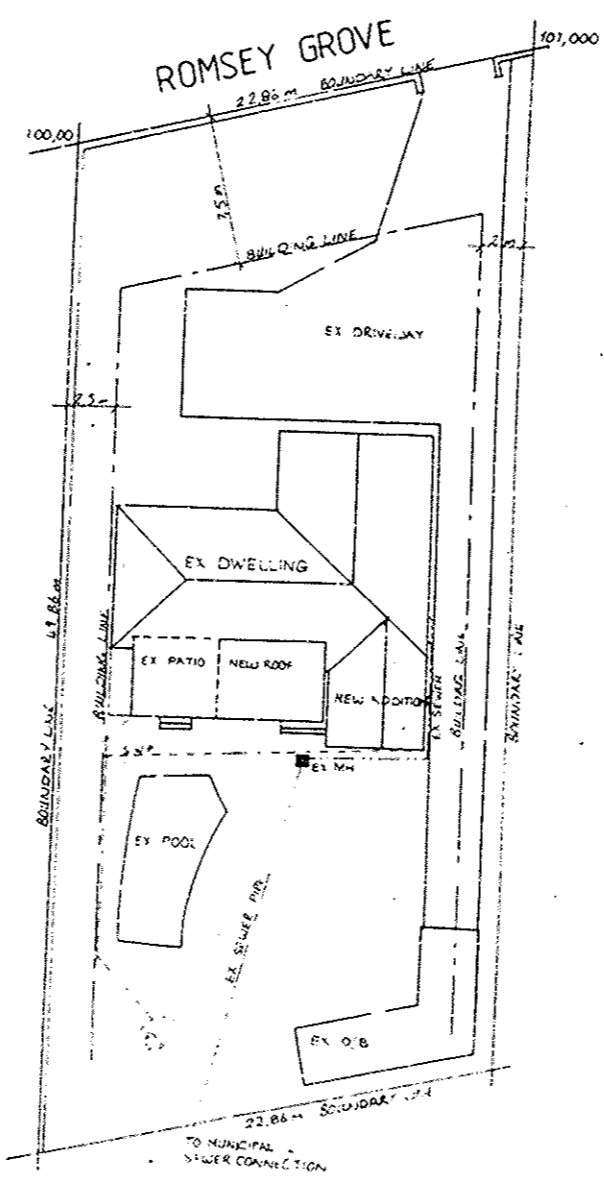 ROMSEY GROVE
101,000
22.86 m BOUNDARY LINE
100,00
7.5 m
BUILDING LINE
2 m
EX DRIVEWAY
2.5 m
EX DWELLING
49.86 m
BUILDING LINE
EX PATIO
NEW ROOF
NEW ADDITION
EX SEWER
BUILDING LINE
BOUNDARY LINE
EX MH
BOUNDARY LINE
EX POOL
EX SEWER PIPE
EX O/B
22.86 m BOUNDARY LINE
TO MUNICIPAL
SEWER CONNECTION